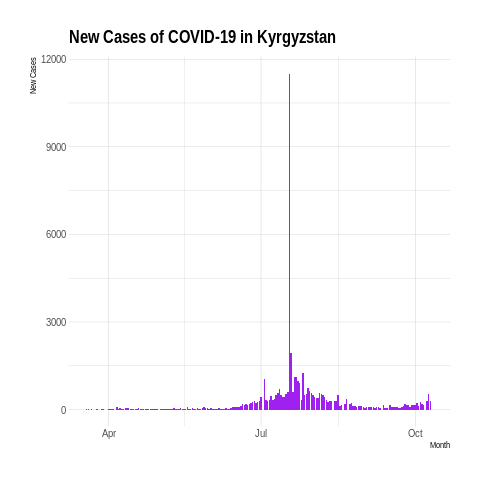 New Cases of COVID-19 in Kyrgyzstan
New Cases
12000
9000
6000
3000
0
Apr
Jul
Oct
Month